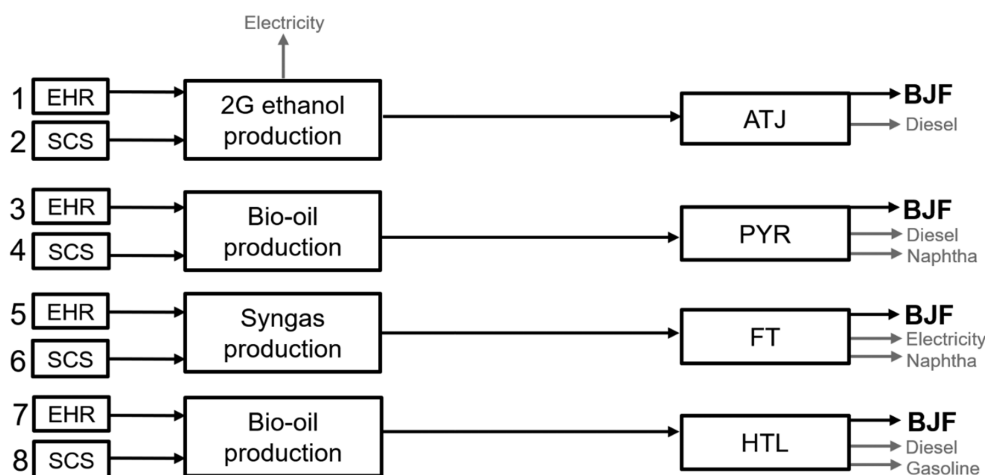 Electricity
1 EHR
2 SCS
2G ethanol
production
ATJ
BJF
Diesel
3 EHR
4 SCS
Bio-oil
production
PYR
BJF
Diesel
Naphtha
5 EHR
6 SCS
Syngas
production
FT
BJF
Electricity
Naphtha
7 EHR
8 SCS
Bio-oil
production
HTL
BJF
Diesel
Gasoline